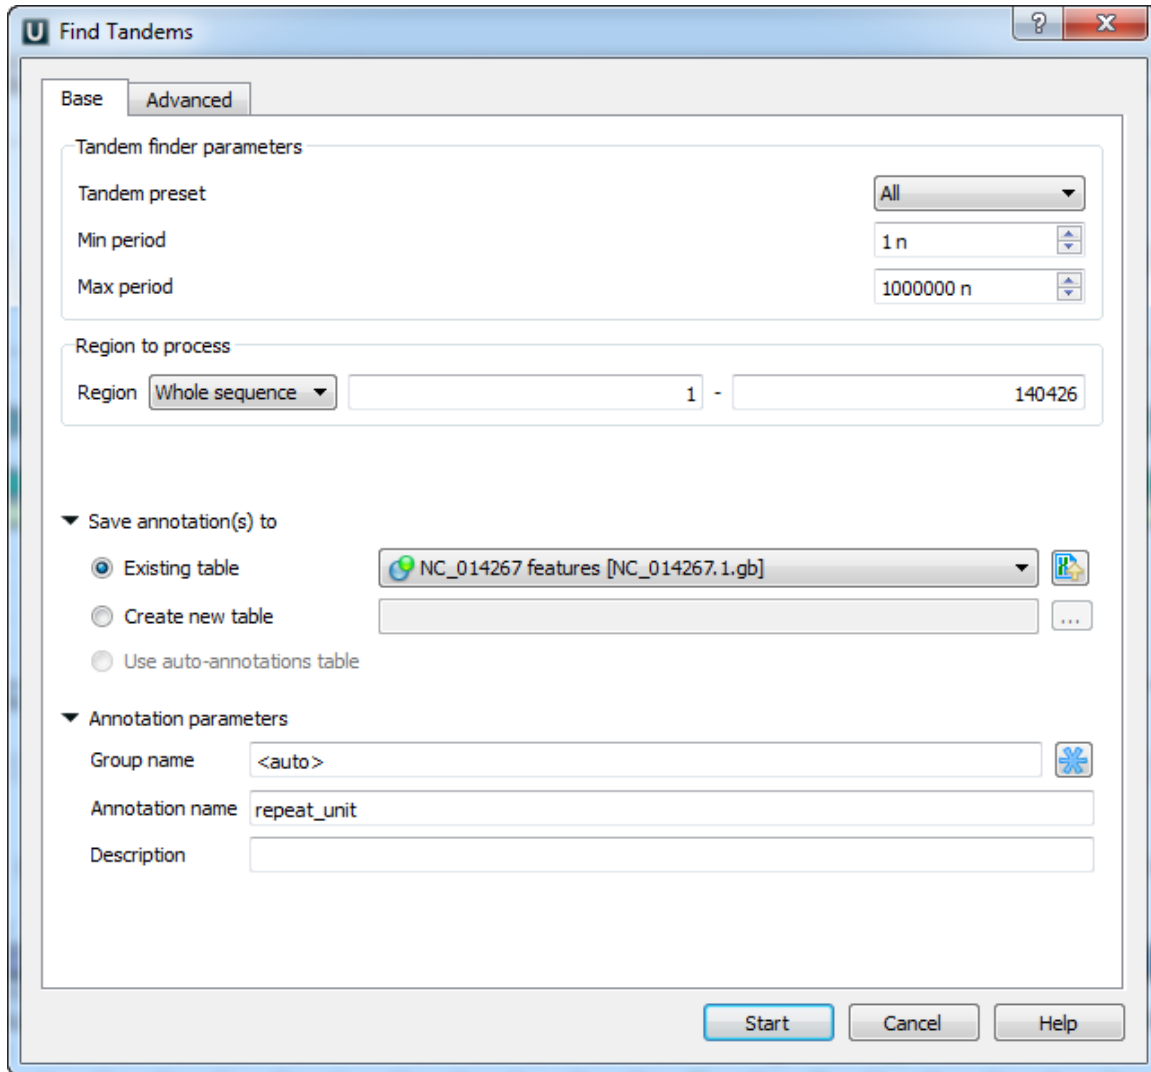 U Find Tandems ?
Base Advanced
Tandem finder parameters
Tandem preset All
Min period 1 n
Max period 1000000 n
Region to process
Region Whole sequence 1 - 140426
Save annotation(s) to
Existing table NC_014267 features [NC_014267.1.gb]
Create new table ...
Use auto-annotations table
Annotation parameters
Group name <auto>
Annotation name repeat_unit
Description
Start Cancel Help